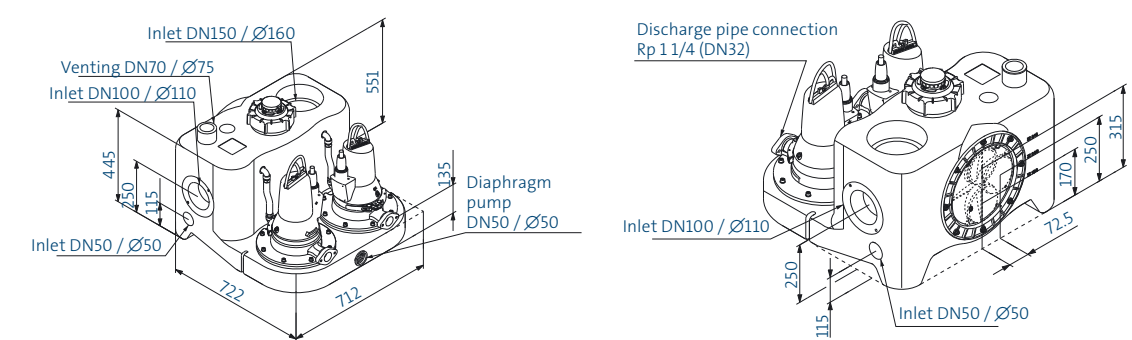 Inlet DN150 / Ø160
Venting DN70 / Ø75
Inlet DN100 / Ø110
551
445
250
115
135
Diaphragm
pump
DN50 / Ø50
Inlet DN50 / Ø50
722
712
Discharge pipe connection
Rp 1 1/4 (DN32)
315
250
170
Inlet DN100 / Ø110
72.5
250
115
Inlet DN50 / Ø50